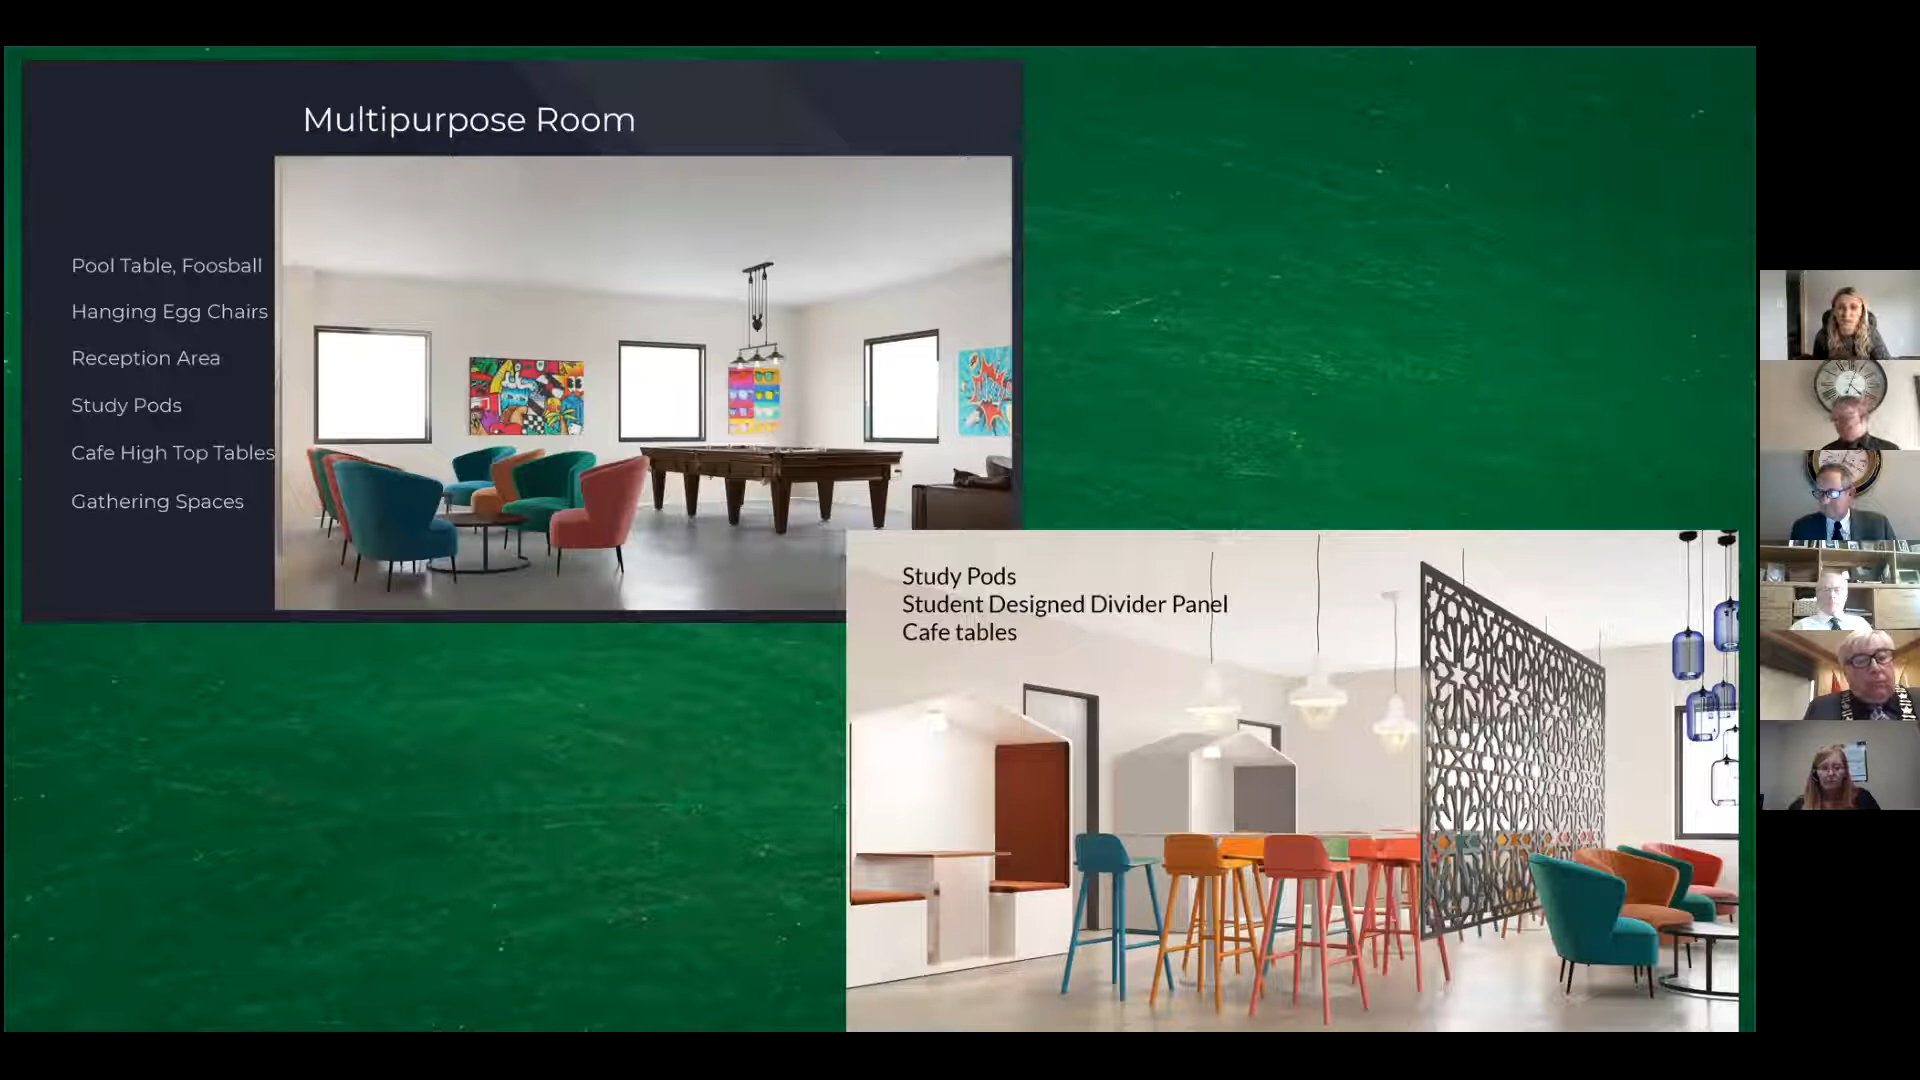 Multipurpose Room
Pool Table, Foosball
Hanging Egg Chairs
Reception Area
Study Pods
Cafe High Top Tables
Gathering Spaces
Study Pods
Student Designed Divider Panel
Cafe tables